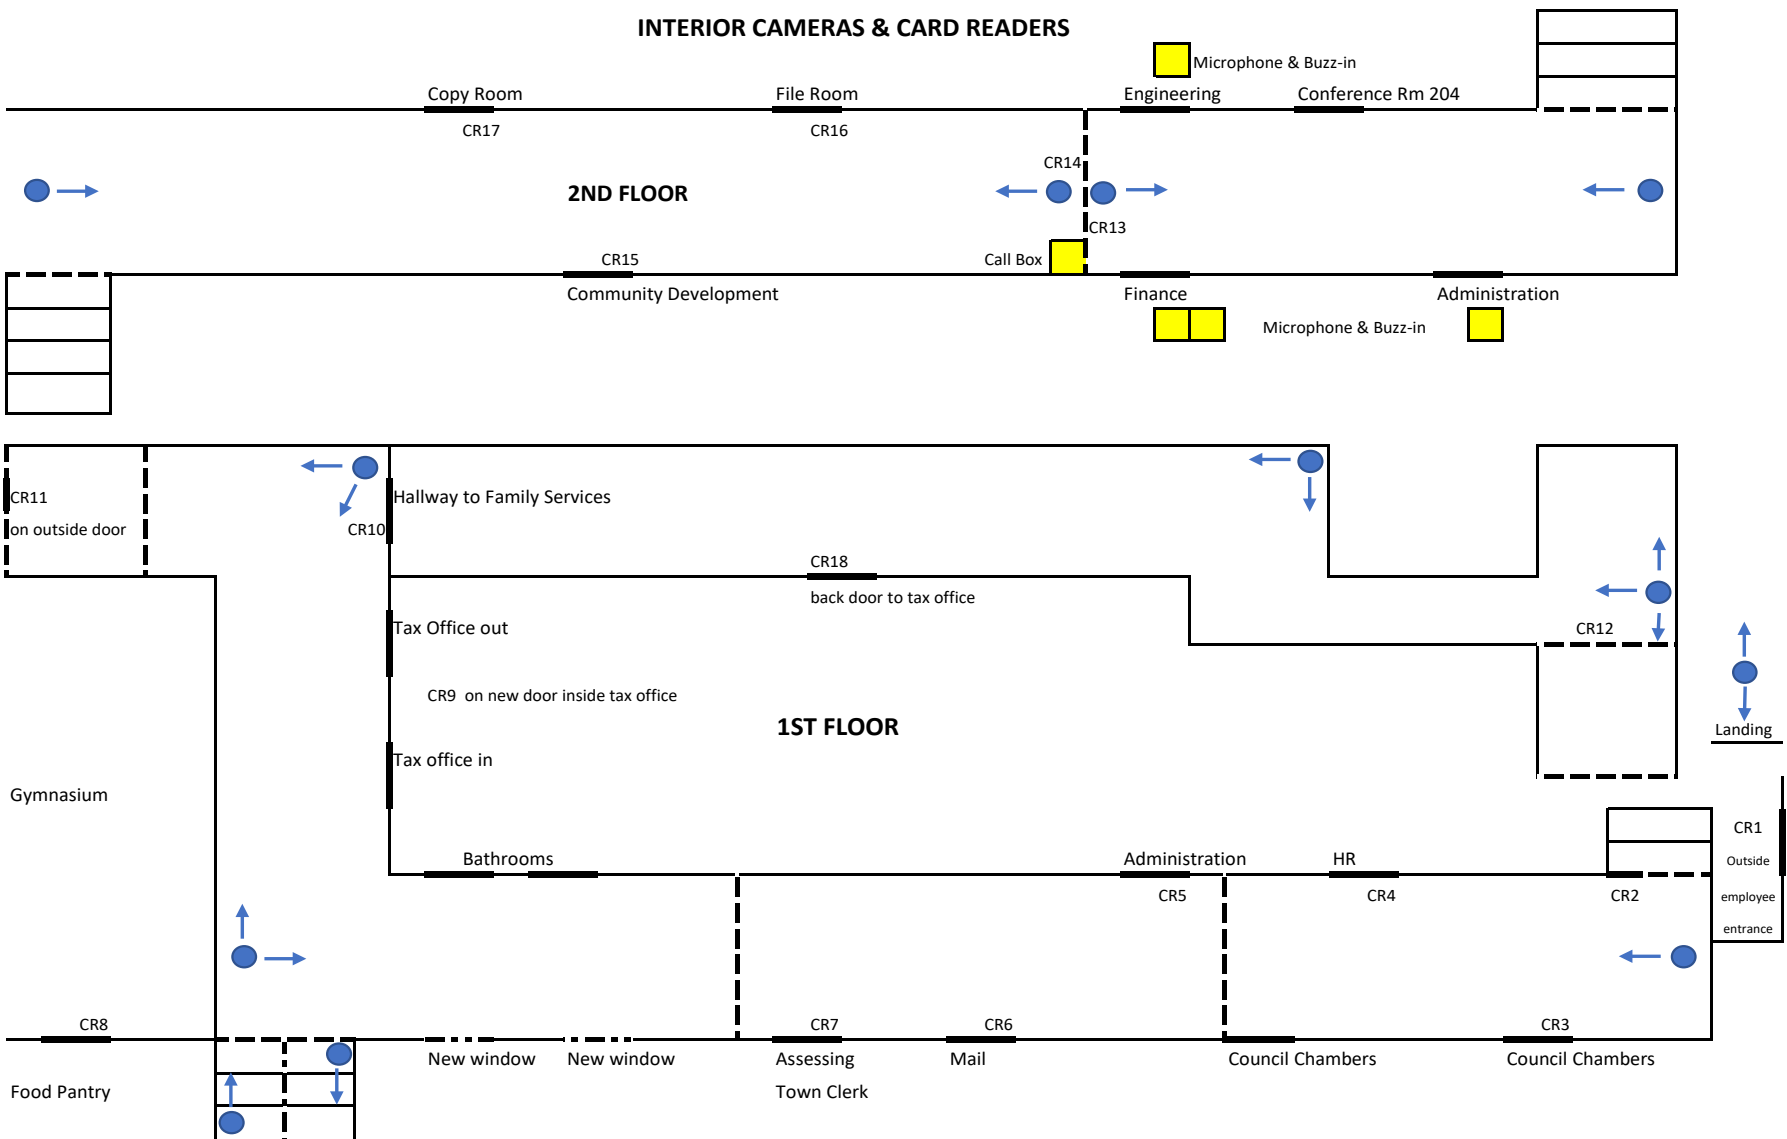 INTERIOR CAMERAS & CARD READERS
Microphone & Buzz-in
Copy Room
File Room
Engineering
Conference Rm 204
CR17
CR16
CR14
2ND FLOOR
CR13
CR15
Call Box
Community Development
Finance
Administration
Microphone & Buzz-in
CR11
Hallway to Family Services
on outside door
CR10
CR18
back door to tax office
Tax Office out
CR12
CR9 on new door inside tax office
1ST FLOOR
Landing
Tax office in
Gymnasium
CR1
Bathrooms
Administration
HR
Outside
CR5
CR4
CR2
employee
entrance
CR8
CR7
CR6
CR3
New window
New window
Assessing
Mail
Council Chambers
Council Chambers
Food Pantry
Town Clerk